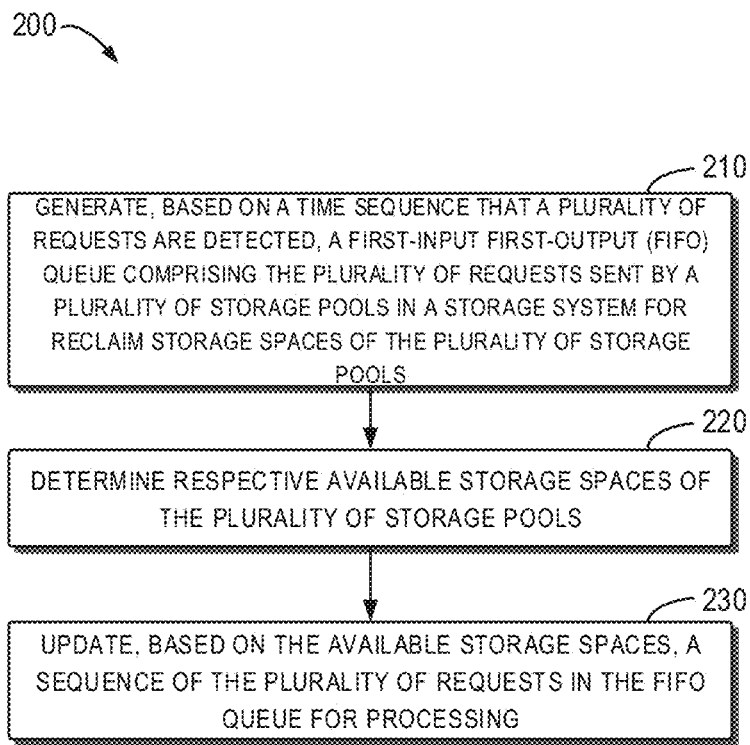 200
210
GENERATE, BASED ON A TIME SEQUENCE THAT A PLURALITY OF
REQUESTS ARE DETECTED, A FIRST-INPUT FIRST-OUTPUT (FIFO)
QUEUE COMPRISING THE PLURALITY OF REQUESTS SENT BY A
PLURALITY OF STORAGE POOLS IN A STORAGE SYSTEM FOR
RECLAIM STORAGE SPACES OF THE PLURALITY OF STORAGE
POOLS
220
DETERMINE RESPECTIVE AVAILABLE STORAGE SPACES OF
THE PLURALITY OF STORAGE POOLS
230
UPDATE, BASED ON THE AVAILABLE STORAGE SPACES, A
SEQUENCE OF THE PLURALITY OF REQUESTS IN THE FIFO
QUEUE FOR PROCESSING